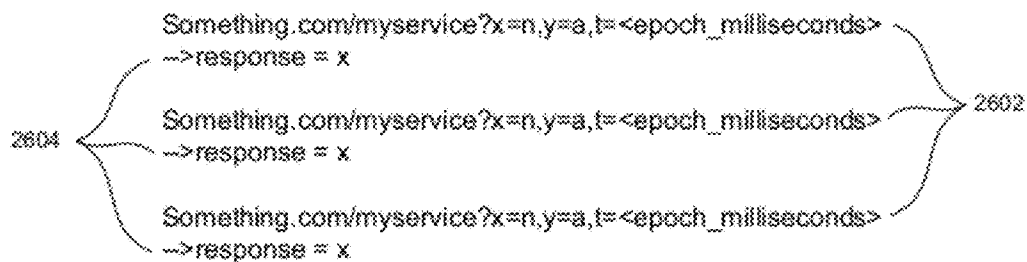 Something.com/myservice?x=n,y=a,t=<epoch_milliseconds>
-->response = x
2602
Something.com/myservice?x=n,y=a,t=<epoch_milliseconds>
2604
-->response = x
Something.com/myservice?x=n,y=a,t=<epoch_milliseconds>
-->response = x